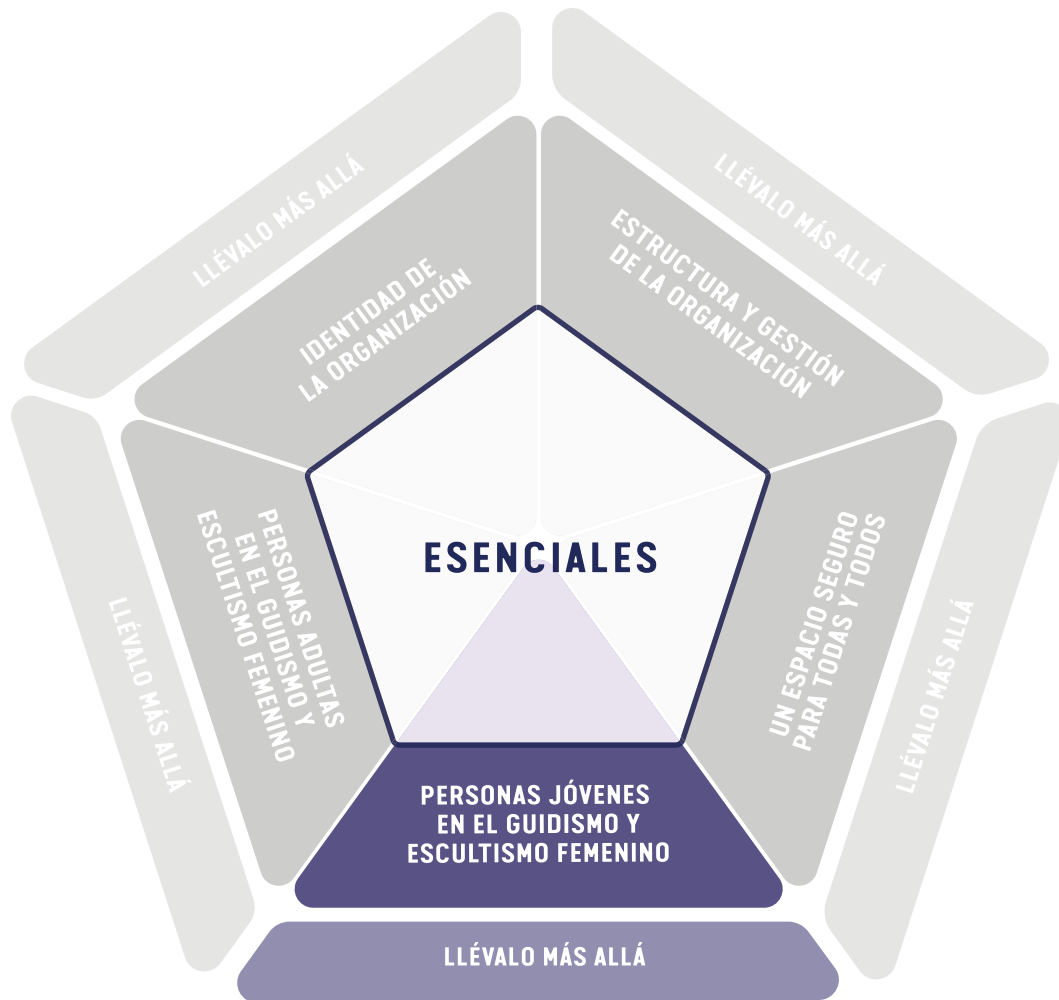 LLÉVALO MÁS ALLÁ
LLÉVALO MÁS ALLÁ
IDENTIDAD DE
LA ORGANIZACIÓN
ESTRUCTURA Y GESTIÓN
DE LA ORGANIZACIÓN
ESENCIALES
LLÉVALO MÁS ALLÁ
PERSONAS ADULTAS
EN EL GUIDISMO Y
ESCULTISMO FEMENINO
UN ESPACIO SEGURO
PARA TODAS Y TODOS
LLÉVALO MÁS ALLÁ
PERSONAS JÓVENES
EN EL GUIDISMO Y
ESCULTISMO FEMENINO
LLÉVALO MÁS ALLÁ